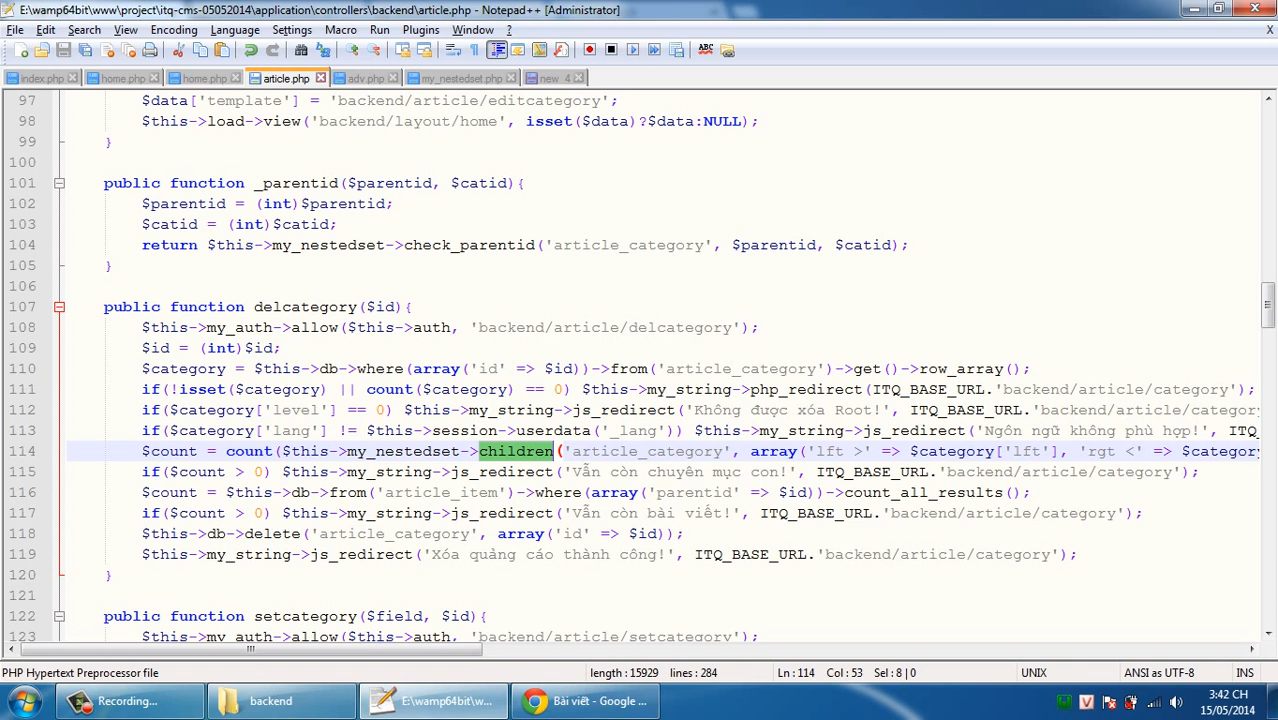 E:\wamp64bit\www\project\itq-cms-05052014\application\controllers\backend\article.php - Notepad++ [Administrator]
File Edit Search View Encoding Language Settings Macro Run Plugins Window ? X
index.php home.php home.php article.php adv.php my_nestedset.php new 4
97 $data['template'] = 'backend/article/editcategory';
98 $this->load->view('backend/layout/home', isset($data)?$data:NULL);
99 }
100
101 public function _parentid($parentid, $catid){
102 $parentid = (int)$parentid;
103 $catid = (int)$catid;
104 return $this->my_nestedset->check_parentid('article_category', $parentid, $catid);
105 }
106
107 public function delcategory($id){
108 $this->my_auth->allow($this->auth, 'backend/article/delcategory');
109 $id = (int)$id;
110 $category = $this->db->where(array('id' => $id))->from('article_category')->get()->row_array();
111 if(!isset($category) || count($category) == 0) $this->my_string->php_redirect(ITQ_BASE_URL.'backend/article/category');
112 if($category['level'] == 0) $this->my_string->js_redirect('Không được xóa Root!', ITQ_BASE_URL.'backend/article
113 if($category['lang'] != $this->session->userdata('_lang')) $this->my_string->js_redirect('Ngôn ngữ không phù hợp!', ITQ
114 $count = count($this->my_nestedset->children('article_category', array('lft >' => $category['lft'], 'rgt <' => $category
115 if($count > 0) $this->my_string->js_redirect('Vẫn còn chuyên mục con!', ITQ_BASE_URL.'backend/article/category');
116 $count = $this->db->from('article_item')->where(array('parentid' => $id))->count_all_results();
117 if($count > 0) $this->my_string->js_redirect('Vẫn còn bài viết!', ITQ_BASE_URL.'backend/article/category');
118 $this->db->delete('article_category', array('id' => $id));
119 $this->my_string->js_redirect('Xóa quảng cáo thành công!', ITQ_BASE_URL.'backend/article/category');
120 }
121
122 public function setcategory($field, $id){
123 $this->my_auth->allow($this->auth, 'backend/article/setcategory');
PHP Hypertext Preprocessor file length : 15929 lines : 284 Ln : 114 Col : 53 Sel : 8 | 0 UNIX ANSI as UTF-8 INS
Recording... backend E:\wamp64bit\w... Bài viết - Google ... 3:42 CH
15/05/2014